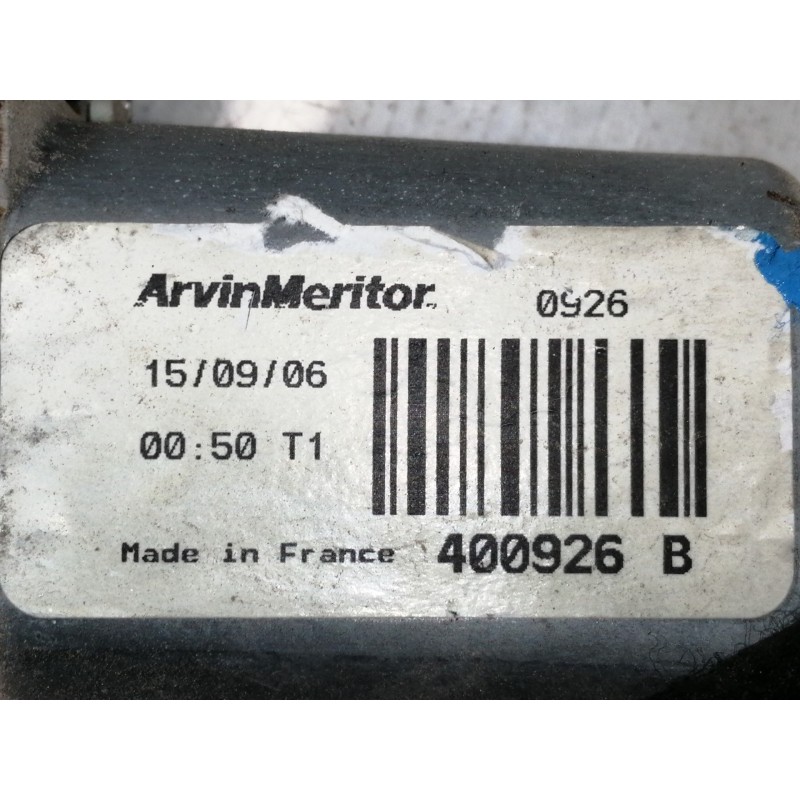 ArvinMeritor 0926
15/09/06
00:50 T1
Made in France 400926 B